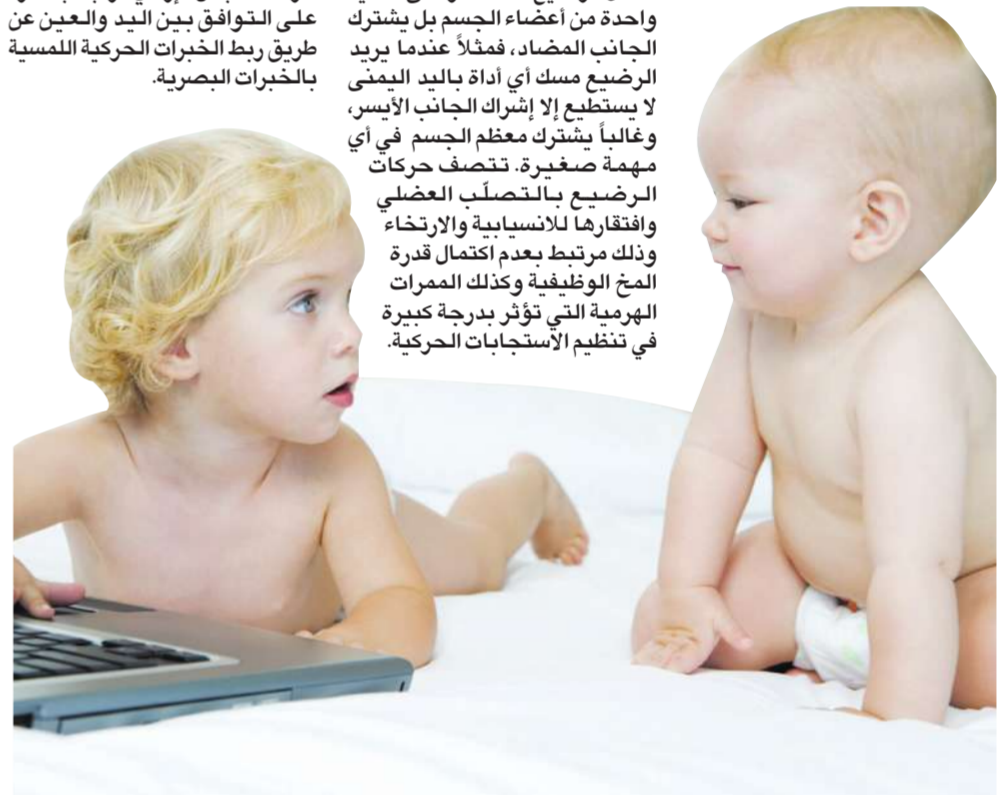 واحدة من أعضاء الجسم بل يشترك
الجانب المضاد، فمثلاً عندما يريد
الرضيع مسك أي أداة باليد اليمنى
لا يستطيع إلا إشراك الجانب الأيسر،
وغالباً يشترك معظم الجسم في أي
مهمة صغيرة. تتصف حركات
الرضيع بالتصلّب العضلي
وافتقارها للانسيابية والارتخاء
وذلك مرتبط بعدم اكتمال قدرة
المخ الوظيفية وكذلك الممرات
الهرمية التي تؤثر بدرجة كبيرة
في تنظيم الاستجابات الحركية.
على التوافق بين اليد والعين عن
طريق ربط الخبرات الحركية اللمسية
بالخبرات البصرية.